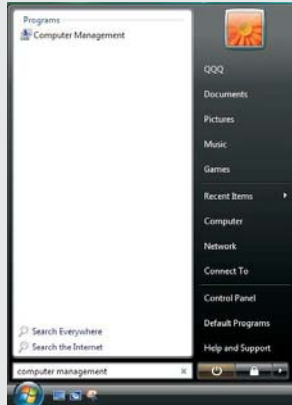 Programs
Computer Management
Search Everywhere
Search the Internet
computer management
QQQ
Documents
Pictures
Music
Games
Recent Items
Computer
Network
Connect To
Control Panel
Default Programs
Help and Support